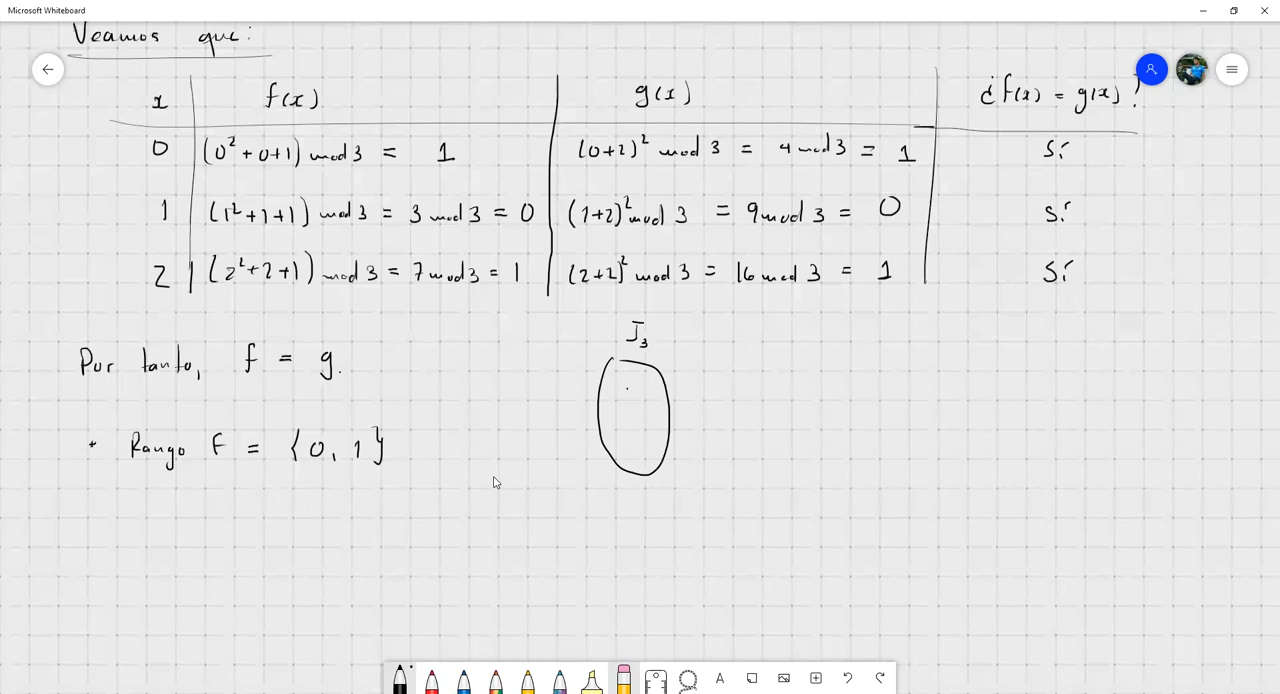 Microsoft Whiteboard
Veamos que:
x f(x) g(x) ¿f(x) = g(x)?
0 (0² + 0+1) mod 3 = 1 (0+2)² mod 3 = 4 mod 3 = 1 Sí
1 (1²+1+1) mod 3 = 3 mod 3 = 0 (1+2)² mod 3 = 9 mod 3 = 0 Sí
2 (2²+2+1) mod 3 = 7 mod 3 = 1 (2+2)² mod 3 = 16 mod 3 = 1 Sí
J₃
Por tanto, f = g.
* Rango f = {0, 1}
A